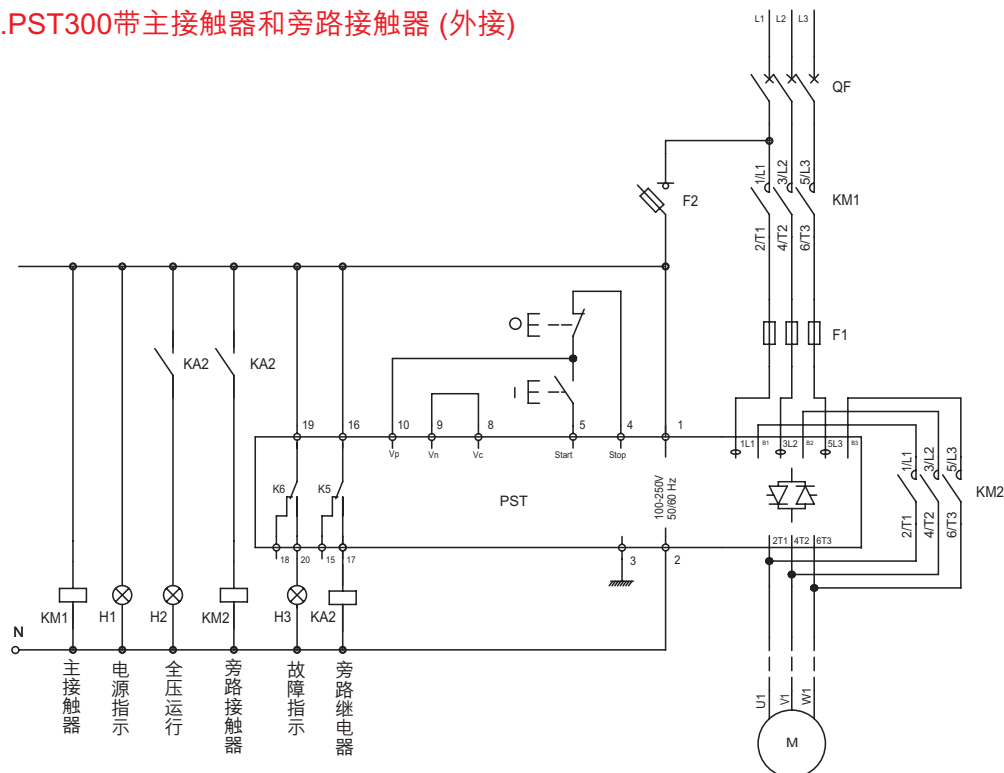 .PST300带主接触器和旁路接触器 (外接)
L1 L2 L3
QF
1/L1 3/L2 5/L3
KM1
2/T1 4/T2 6/T3
F2
F1
KA2 KA2
19 16 10 9 8 5 4 1
Vp Vn Vc Start Stop
1L1 B1 3L2 B2 5L3 B3
1/L1 3/L2 5/L3
KM2
2/T1 4/T2 6/T3
K6 K5
PST
100-250V
50/60 Hz
2T1 4T2 6T3
18 20 15 17 3 2
KM1 H1 H2 KM2 H3 KA2
N
主接触器
电源指示
全压运行
旁路接触器
故障指示
旁路继电器
U1 V1 W1
M